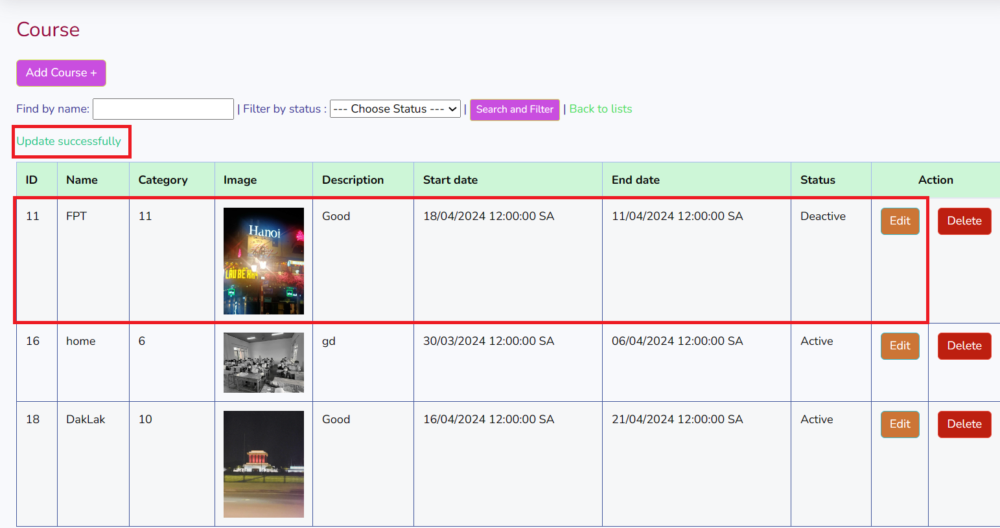 Course
Add Course +
Find by name: | Filter by status : --- Choose Status --- | Search and Filter | Back to lists
Update successfully
ID Name Category Image Description Start date End date Status Action
11 FPT 11 Good 18/04/2024 12:00:00 SA 11/04/2024 12:00:00 SA Deactive Edit Delete
Hanoi
16 home 6 gd 30/03/2024 12:00:00 SA 06/04/2024 12:00:00 SA Active Edit Delete
18 DakLak 10 Good 16/04/2024 12:00:00 SA 21/04/2024 12:00:00 SA Active Edit Delete